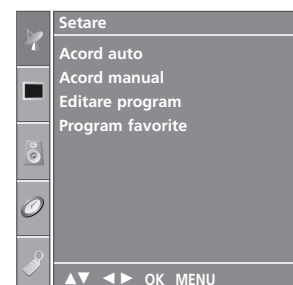 Setare
Acord auto
Acord manual
Editare program
Program favorite
▲▼ ◄► OK MENU